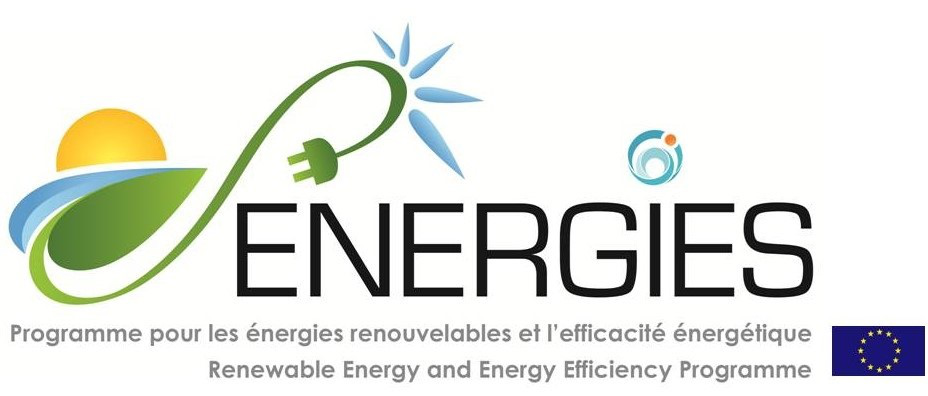 ENERGIES
Programme pour les énergies renouvelables et l'efficacité énergétique
Renewable Energy and Energy Efficiency Programme